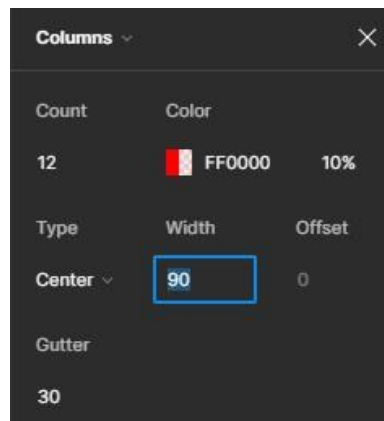 Columns
Count Color
12 FF0000 10%
Type Width Offset
Center 90 0
Gutter
30